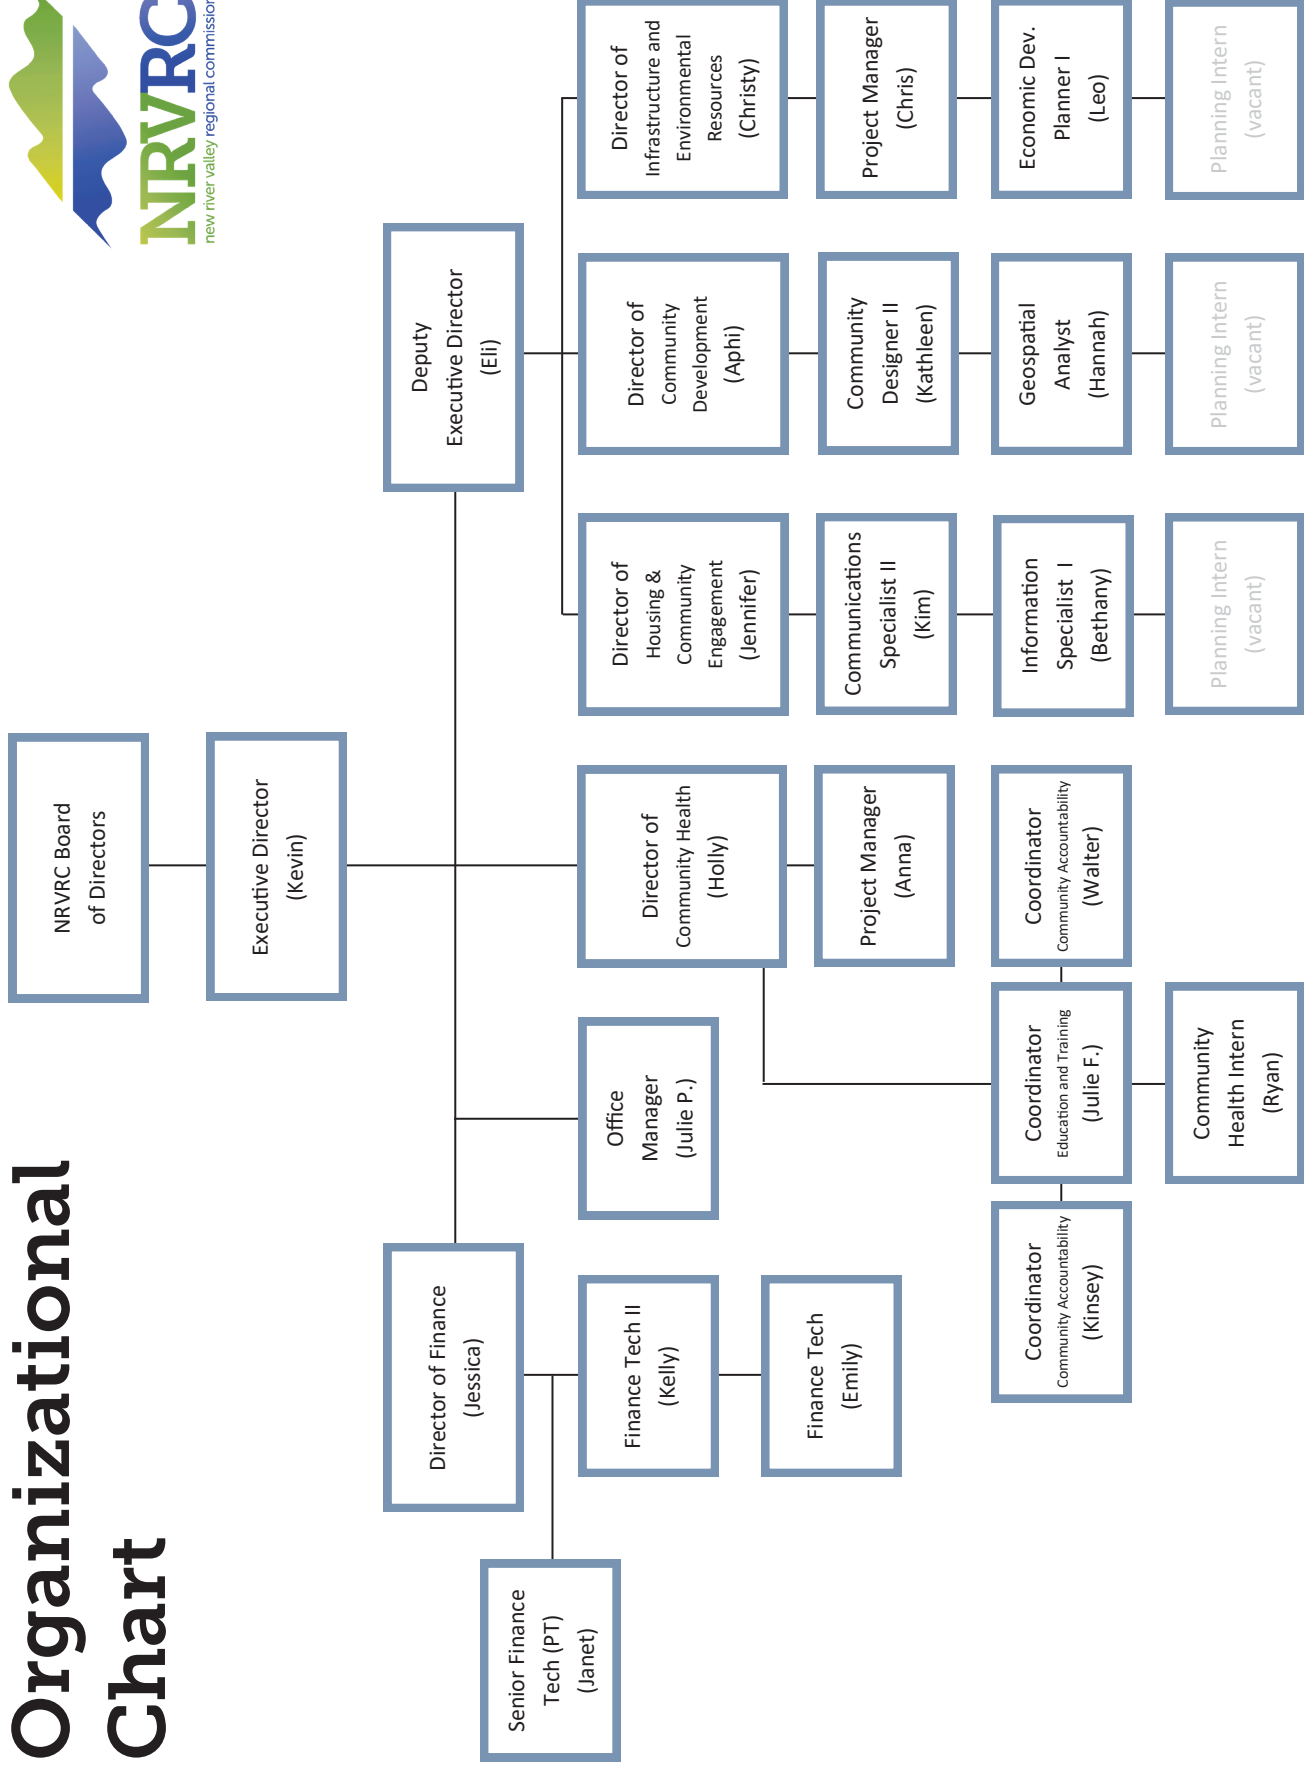 Organizational
Chart
NRVRC
new river valley regional commission
NRVRC Board
of Directors
Executive Director
(Kevin)
Director of Finance
(Jessica)
Deputy
Executive Director
(Eli)
Senior Finance
Tech (PT)
(Janet)
Finance Tech II
(Kelly)
Finance Tech
(Emily)
Office
Manager
(Julie P.)
Director of
Community Health
(Holly)
Project Manager
(Anna)
Coordinator
Community Accountability
(Kinsey)
Coordinator
Education and Training
(Julie F.)
Coordinator
Community Accountability
(Walter)
Community
Health Intern
(Ryan)
Director of
Housing &
Community
Engagement
(Jennifer)
Communications
Specialist II
(Kim)
Information
Specialist I
(Bethany)
Planning Intern
(vacant)
Director of
Community
Development
(Aphi)
Community
Designer II
(Kathleen)
Geospatial
Analyst
(Hannah)
Planning Intern
(vacant)
Director of
Infrastructure and
Environmental
Resources
(Christy)
Project Manager
(Chris)
Economic Dev.
Planner I
(Leo)
Planning Intern
(vacant)